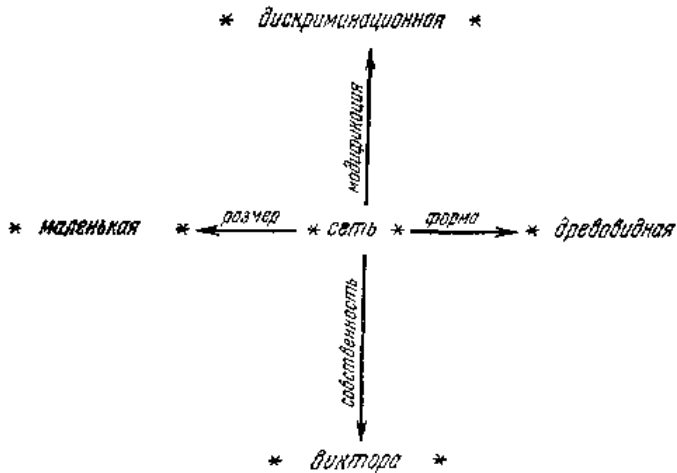 * дискриминационная *
модификация
* маленькая * размер * сеть * форма * древовидная
собственность
* Виктора *